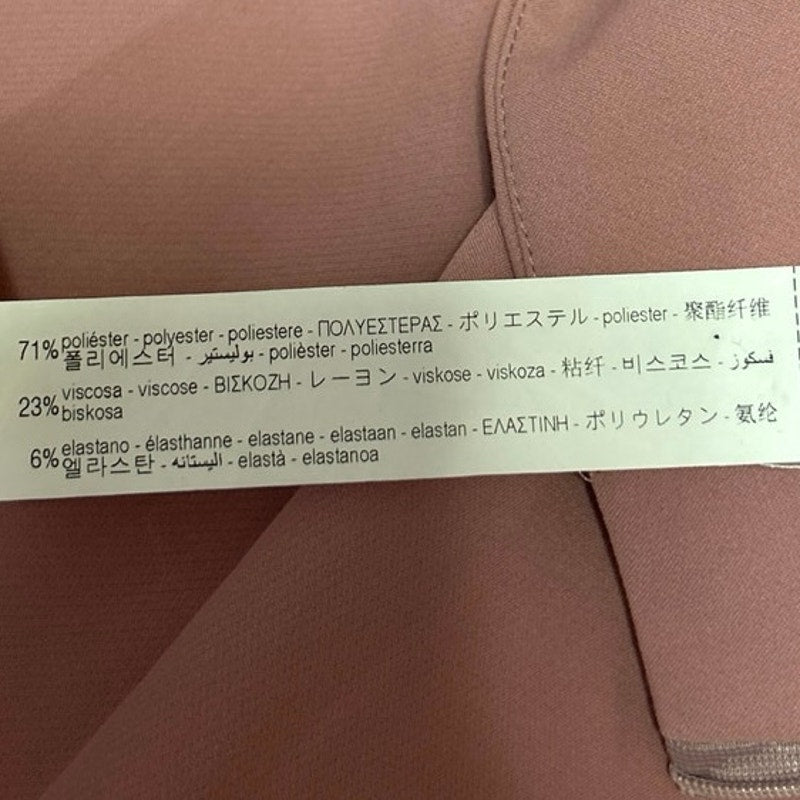 71% poliéster - polyester - poliestere - ΠΟΛΥΕΣΤΕΡΑΣ - ポリエステル - poliester - 聚酯纤维
폴리에스터 - بوليستير - polièster - poliesterra
23% viscosa - viscose - ΒΙΣΚΟΖΗ - レーヨン - viskose - viskoza - 粘纤 - 비스코스 - فسكوز
biskosa
6% elastano - élasthanne - elastane - elastaan - elastan - ΕΛΑΣΤΙΝΗ - ポリウレタン - 氨纶
엘라스탄 - اليستانه - elastà - elastanoa